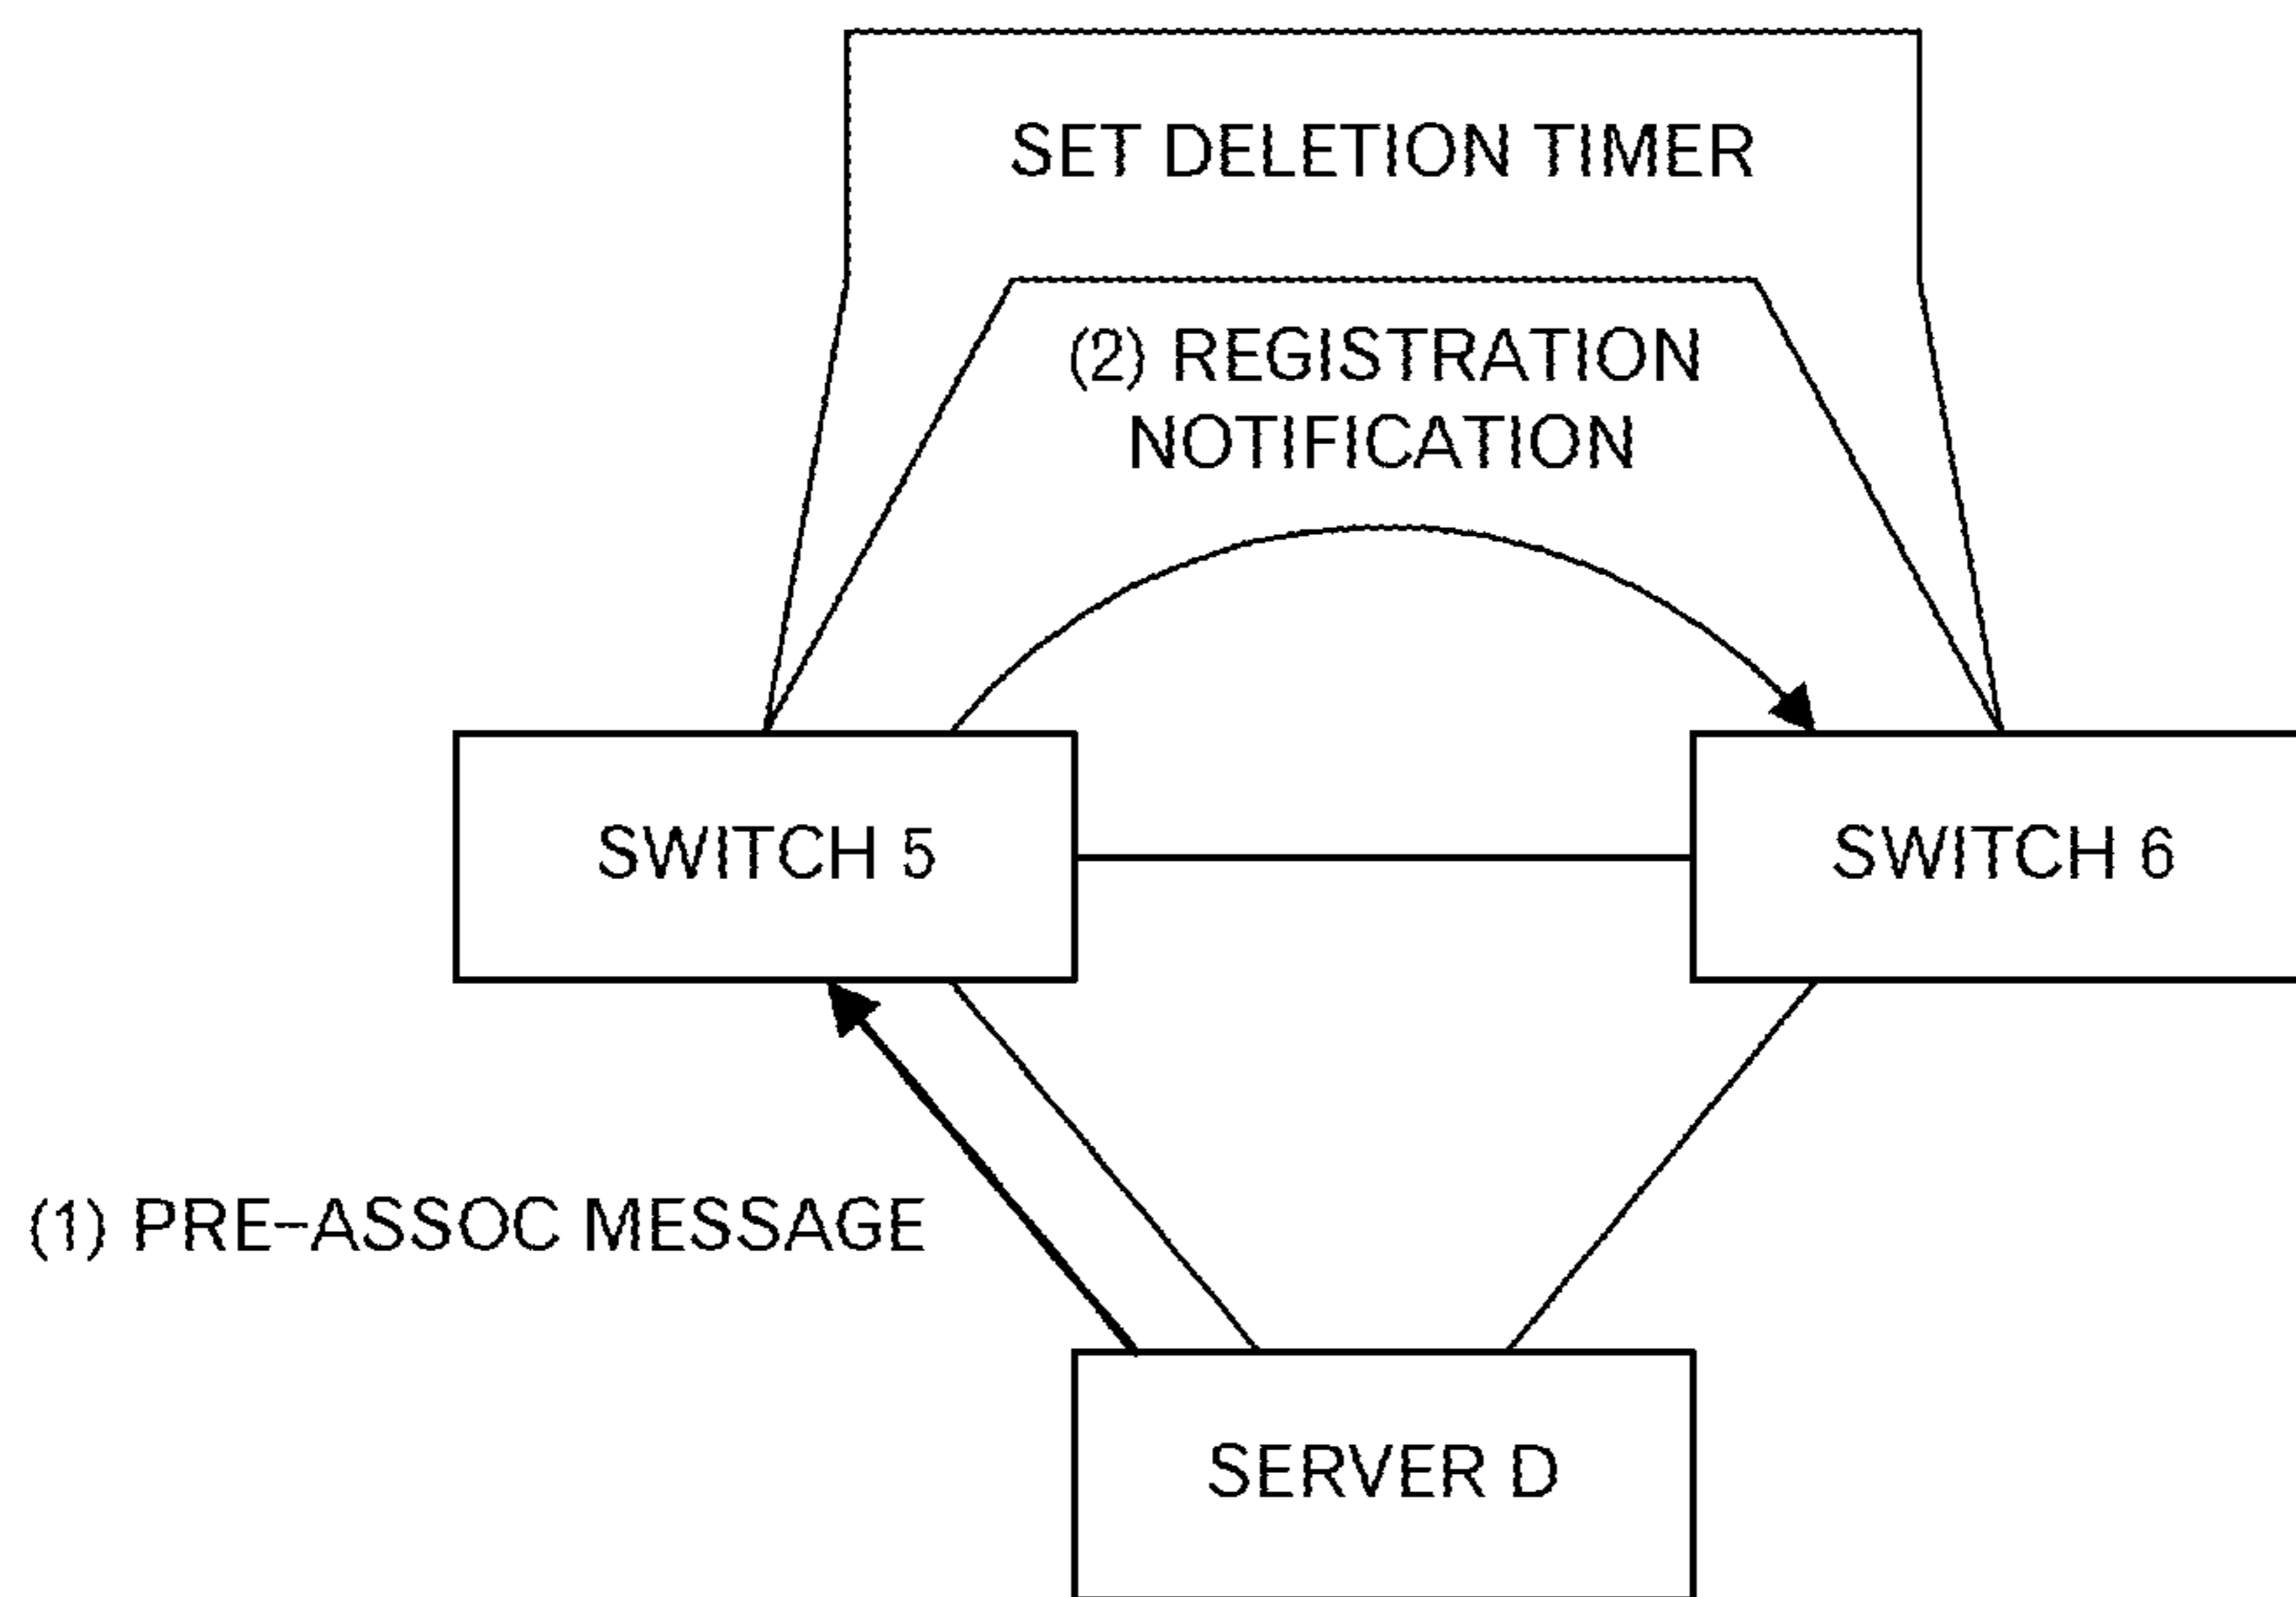 SET DELETION TIMER
(2) REGISTRATION
NOTIFICATION
SWITCH 5
SWITCH 6
(1) PRE–ASSOC MESSAGE
SERVER D